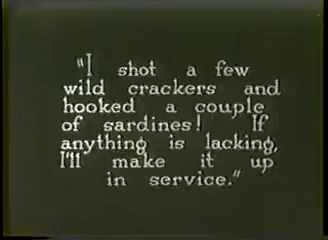 "I shot a few
wild crackers and
hooked a couple
of sardines! If
anything is lacking,
I'll make it up
in service."